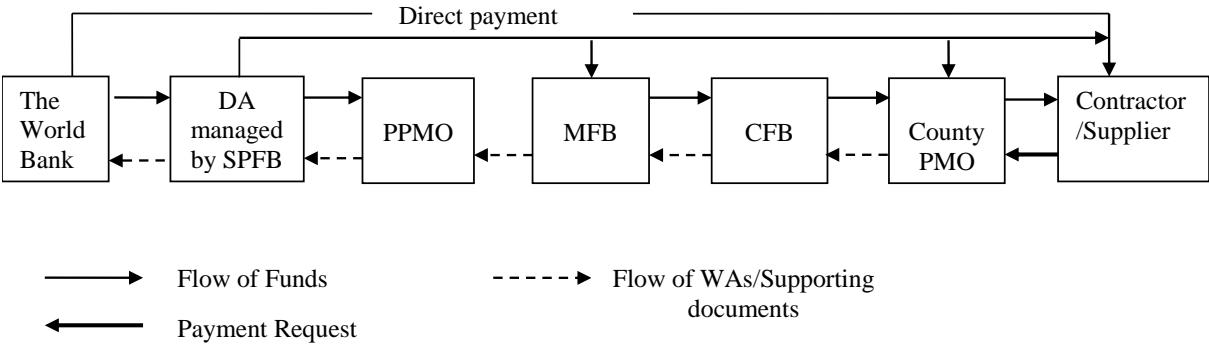 Direct payment
The
World
Bank
DA
managed
by SPFB
PPMO
MFB
CFB
County
PMO
Contractor
/Supplier
Flow of Funds
Flow of WAs/Supporting
documents
Payment Request